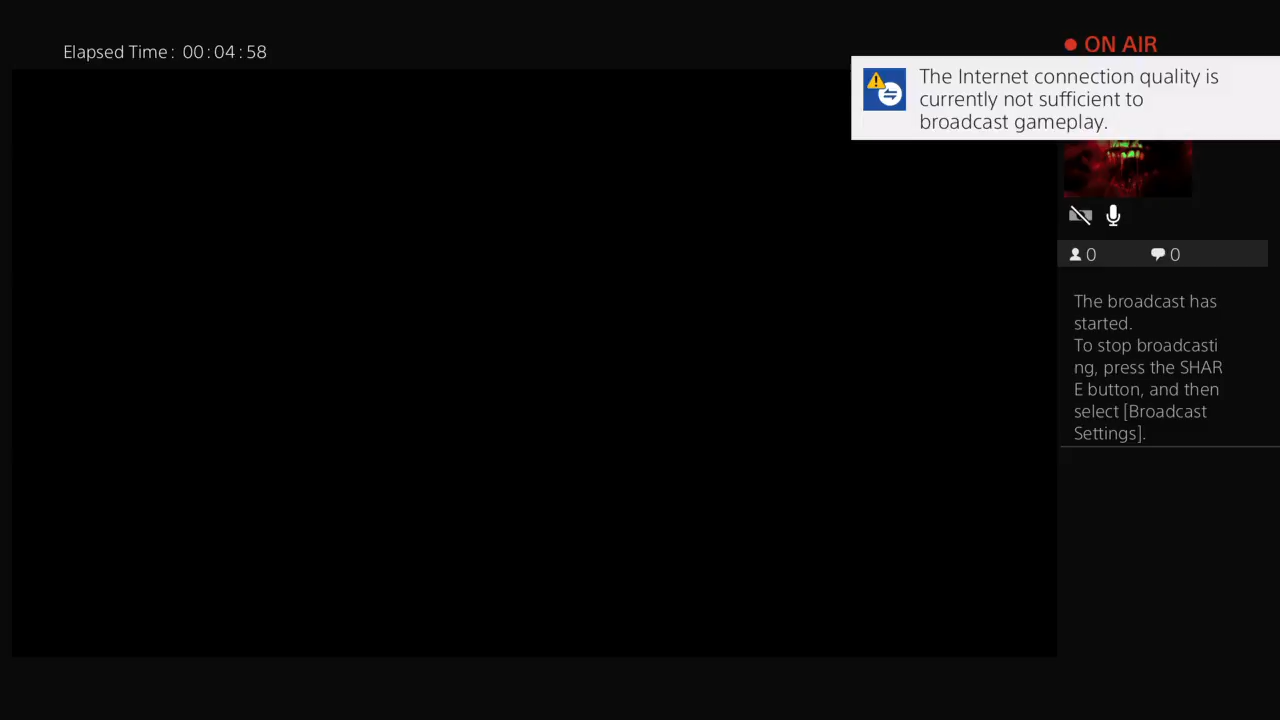 Elapsed Time: 00:04:58
ON AIR
The Internet connection quality is
currently not sufficient to
broadcast gameplay.
0 0
The broadcast has
started.
To stop broadcasti
ng, press the SHAR
E button, and then
select [Broadcast
Settings].